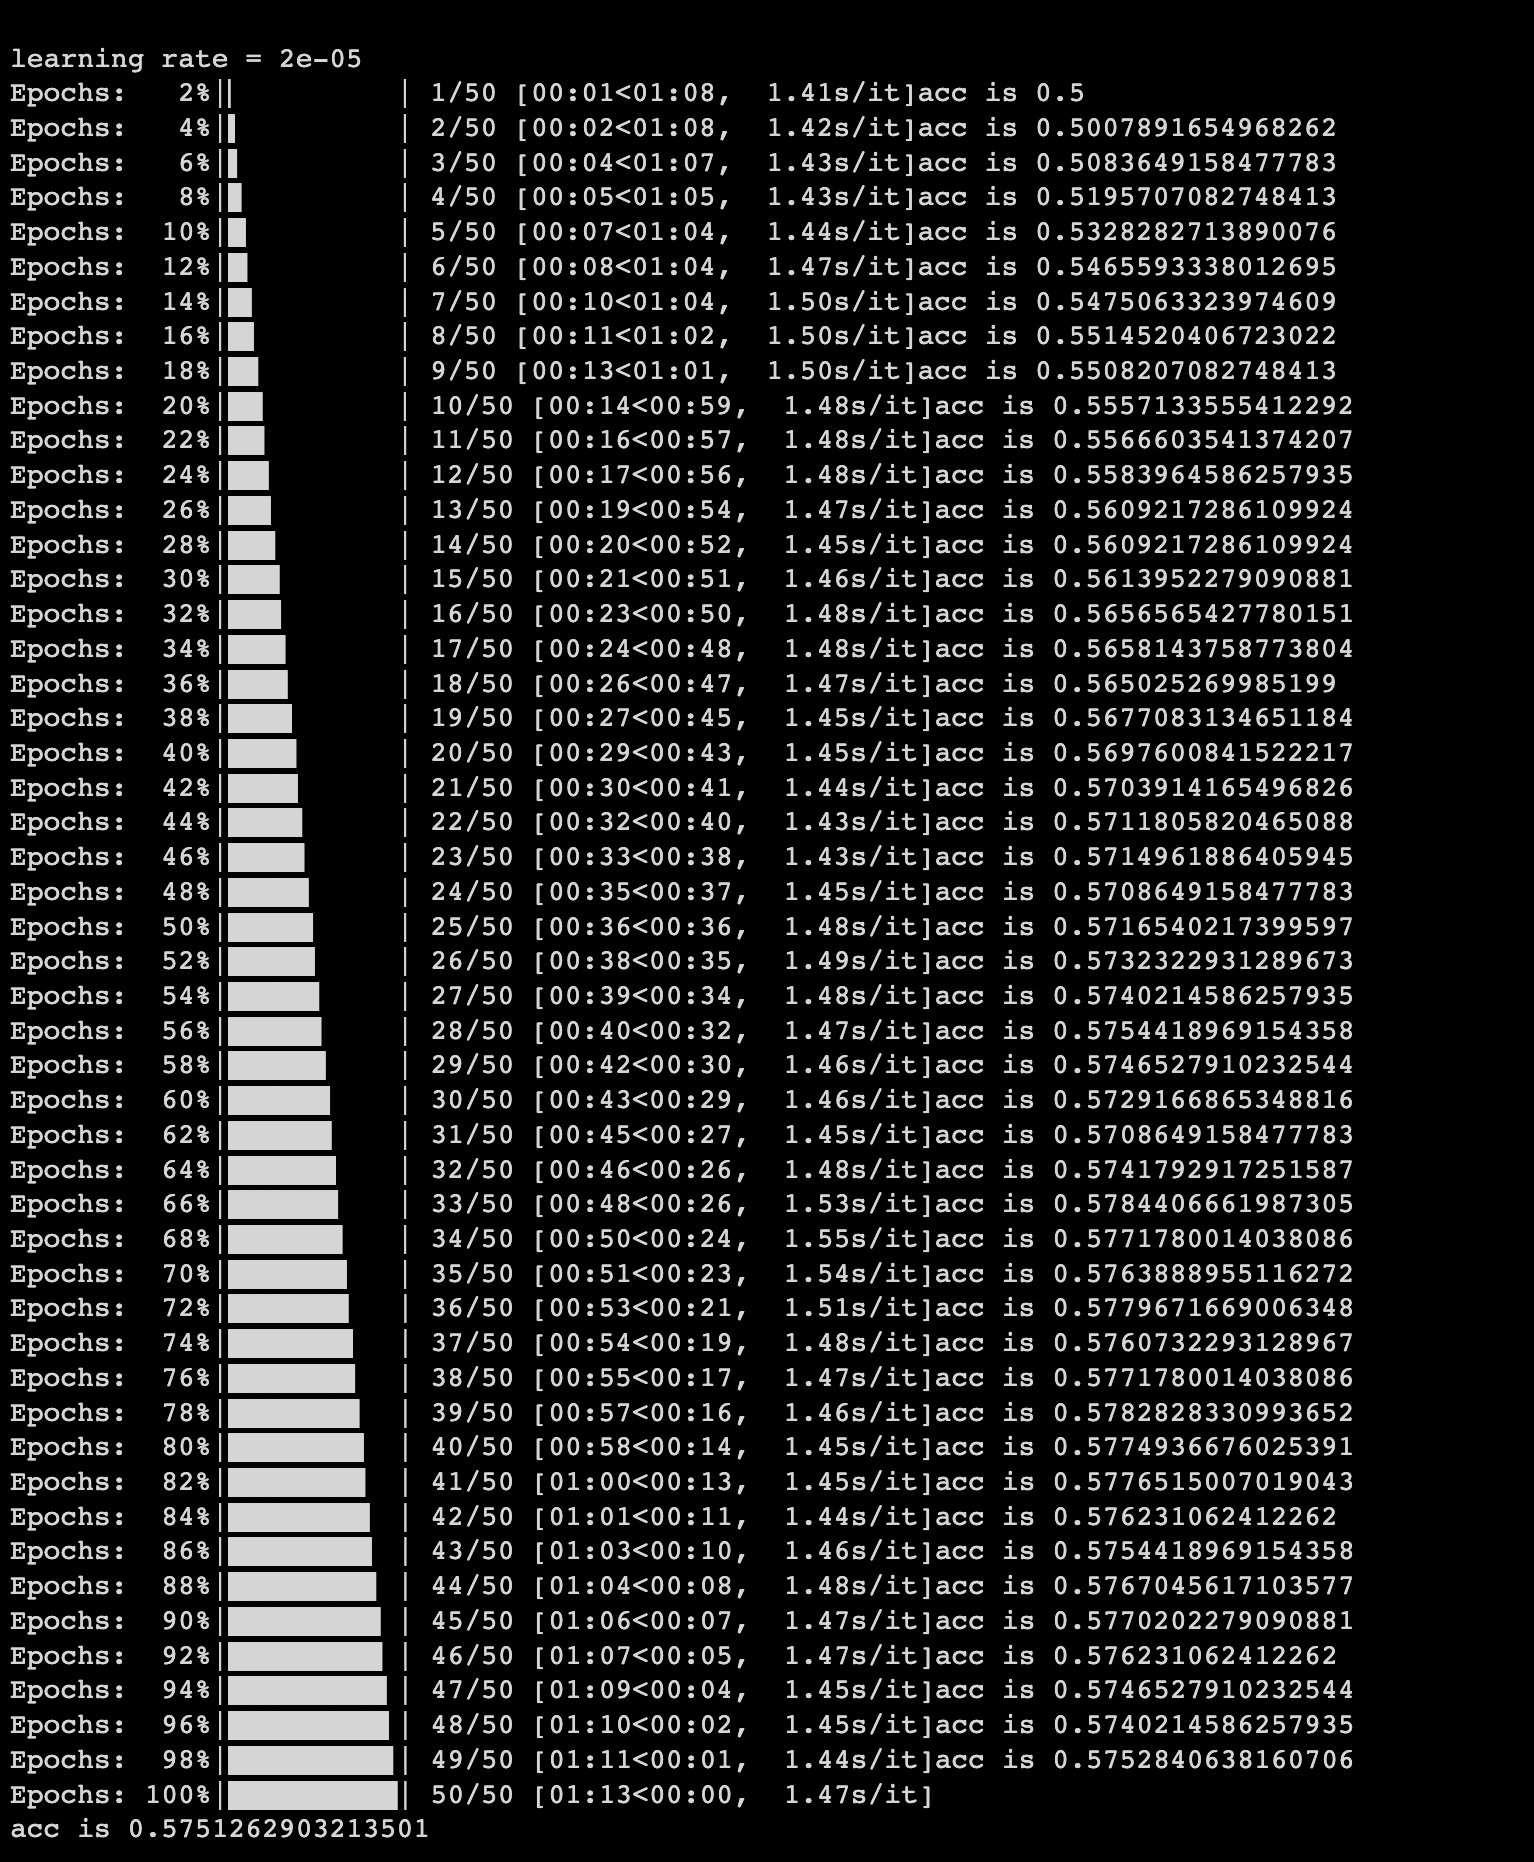 learning rate = 2e-05
Epochs:   2%||          | 1/50 [00:01<01:08,  1.41s/it]acc is 0.5
Epochs:   4%|█          | 2/50 [00:02<01:08,  1.42s/it]acc is 0.5007891654968262
Epochs:   6%|█          | 3/50 [00:04<01:07,  1.43s/it]acc is 0.5083649158477783
Epochs:   8%|█          | 4/50 [00:05<01:05,  1.43s/it]acc is 0.5195707082748413
Epochs:  10%|█          | 5/50 [00:07<01:04,  1.44s/it]acc is 0.5328282713890076
Epochs:  12%|█          | 6/50 [00:08<01:04,  1.47s/it]acc is 0.5465593338012695
Epochs:  14%|█          | 7/50 [00:10<01:04,  1.50s/it]acc is 0.5475063323974609
Epochs:  16%|██         | 8/50 [00:11<01:02,  1.50s/it]acc is 0.5514520406723022
Epochs:  18%|██         | 9/50 [00:13<01:01,  1.50s/it]acc is 0.5508207082748413
Epochs:  20%|██        | 10/50 [00:14<00:59,  1.48s/it]acc is 0.5557133555412292
Epochs:  22%|██        | 11/50 [00:16<00:57,  1.48s/it]acc is 0.5566603541374207
Epochs:  24%|██        | 12/50 [00:17<00:56,  1.48s/it]acc is 0.5583964586257935
Epochs:  26%|███       | 13/50 [00:19<00:54,  1.47s/it]acc is 0.5609217286109924
Epochs:  28%|███       | 14/50 [00:20<00:52,  1.45s/it]acc is 0.5609217286109924
Epochs:  30%|███       | 15/50 [00:21<00:51,  1.46s/it]acc is 0.5613952279090881
Epochs:  32%|███       | 16/50 [00:23<00:50,  1.48s/it]acc is 0.5656565427780151
Epochs:  34%|███       | 17/50 [00:24<00:48,  1.48s/it]acc is 0.5658143758773804
Epochs:  36%|████      | 18/50 [00:26<00:47,  1.47s/it]acc is 0.565025269985199
Epochs:  38%|████      | 19/50 [00:27<00:45,  1.45s/it]acc is 0.5677083134651184
Epochs:  40%|████      | 20/50 [00:29<00:43,  1.45s/it]acc is 0.5697600841522217
Epochs:  42%|████      | 21/50 [00:30<00:41,  1.44s/it]acc is 0.5703914165496826
Epochs:  44%|████      | 22/50 [00:32<00:40,  1.43s/it]acc is 0.5711805820465088
Epochs:  46%|█████     | 23/50 [00:33<00:38,  1.43s/it]acc is 0.5714961886405945
Epochs:  48%|█████     | 24/50 [00:35<00:37,  1.45s/it]acc is 0.5708649158477783
Epochs:  50%|█████     | 25/50 [00:36<00:36,  1.48s/it]acc is 0.5716540217399597
Epochs:  52%|█████     | 26/50 [00:38<00:35,  1.49s/it]acc is 0.5732322931289673
Epochs:  54%|█████     | 27/50 [00:39<00:34,  1.48s/it]acc is 0.5740214586257935
Epochs:  56%|██████    | 28/50 [00:40<00:32,  1.47s/it]acc is 0.5754418969154358
Epochs:  58%|██████    | 29/50 [00:42<00:30,  1.46s/it]acc is 0.5746527910232544
Epochs:  60%|██████    | 30/50 [00:43<00:29,  1.46s/it]acc is 0.5729166865348816
Epochs:  62%|██████    | 31/50 [00:45<00:27,  1.45s/it]acc is 0.5708649158477783
Epochs:  64%|██████    | 32/50 [00:46<00:26,  1.48s/it]acc is 0.5741792917251587
Epochs:  66%|███████   | 33/50 [00:48<00:26,  1.53s/it]acc is 0.5784406661987305
Epochs:  68%|███████   | 34/50 [00:50<00:24,  1.55s/it]acc is 0.5771780014038086
Epochs:  70%|███████   | 35/50 [00:51<00:23,  1.54s/it]acc is 0.5763888955116272
Epochs:  72%|███████   | 36/50 [00:53<00:21,  1.51s/it]acc is 0.5779671669006348
Epochs:  74%|███████   | 37/50 [00:54<00:19,  1.48s/it]acc is 0.5760732293128967
Epochs:  76%|████████  | 38/50 [00:55<00:17,  1.47s/it]acc is 0.5771780014038086
Epochs:  78%|████████  | 39/50 [00:57<00:16,  1.46s/it]acc is 0.5782828330993652
Epochs:  80%|████████  | 40/50 [00:58<00:14,  1.45s/it]acc is 0.5774936676025391
Epochs:  82%|████████  | 41/50 [01:00<00:13,  1.45s/it]acc is 0.5776515007019043
Epochs:  84%|████████  | 42/50 [01:01<00:11,  1.44s/it]acc is 0.576231062412262
Epochs:  86%|█████████ | 43/50 [01:03<00:10,  1.46s/it]acc is 0.5754418969154358
Epochs:  88%|█████████ | 44/50 [01:04<00:08,  1.48s/it]acc is 0.5767045617103577
Epochs:  90%|█████████ | 45/50 [01:06<00:07,  1.47s/it]acc is 0.5770202279090881
Epochs:  92%|█████████ | 46/50 [01:07<00:05,  1.47s/it]acc is 0.576231062412262
Epochs:  94%|█████████ | 47/50 [01:09<00:04,  1.45s/it]acc is 0.5746527910232544
Epochs:  96%|██████████| 48/50 [01:10<00:02,  1.45s/it]acc is 0.5740214586257935
Epochs:  98%|██████████| 49/50 [01:11<00:01,  1.44s/it]acc is 0.5752840638160706
Epochs: 100%|██████████| 50/50 [01:13<00:00,  1.47s/it]
acc is 0.5751262903213501